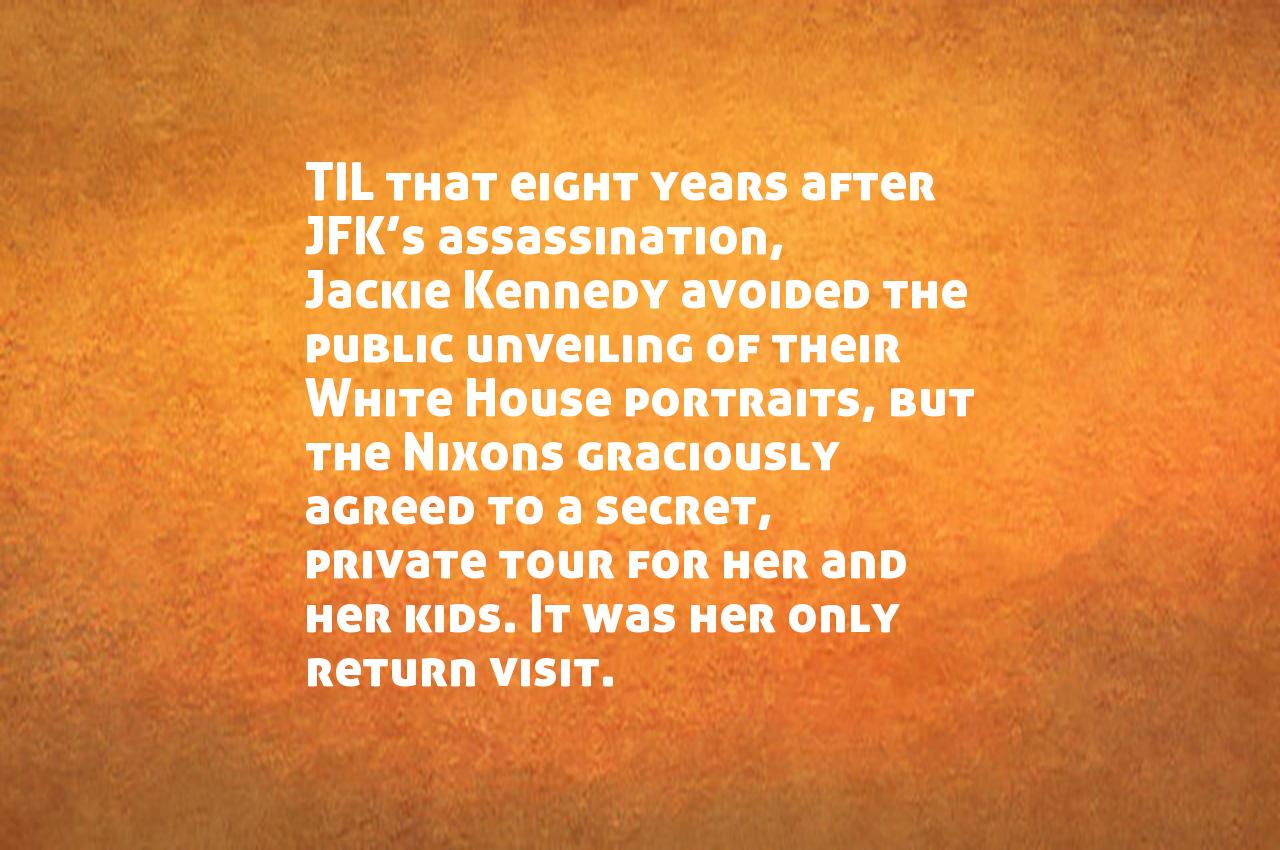 TIL that eight years after
JFK's assassination,
Jackie Kennedy avoided the
public unveiling of their
White House portraits, but
the Nixons graciously
agreed to a secret,
private tour for her and
her kids. It was her only
return visit.